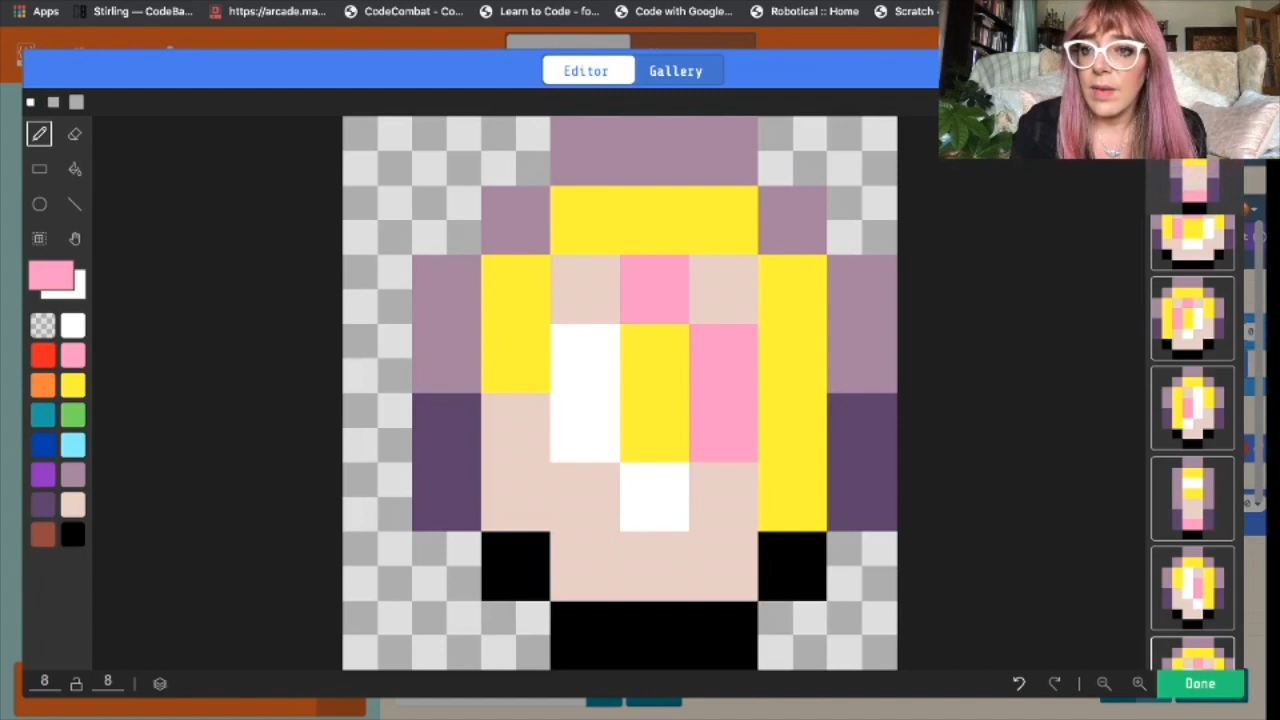 Apps Stirling — CodeBa... https://arcade.ma... CodeCombat - Co... Learn to Code - fo... Code with Google... Robotical :: Home Scratch -
Editor Gallery
8 8 Done